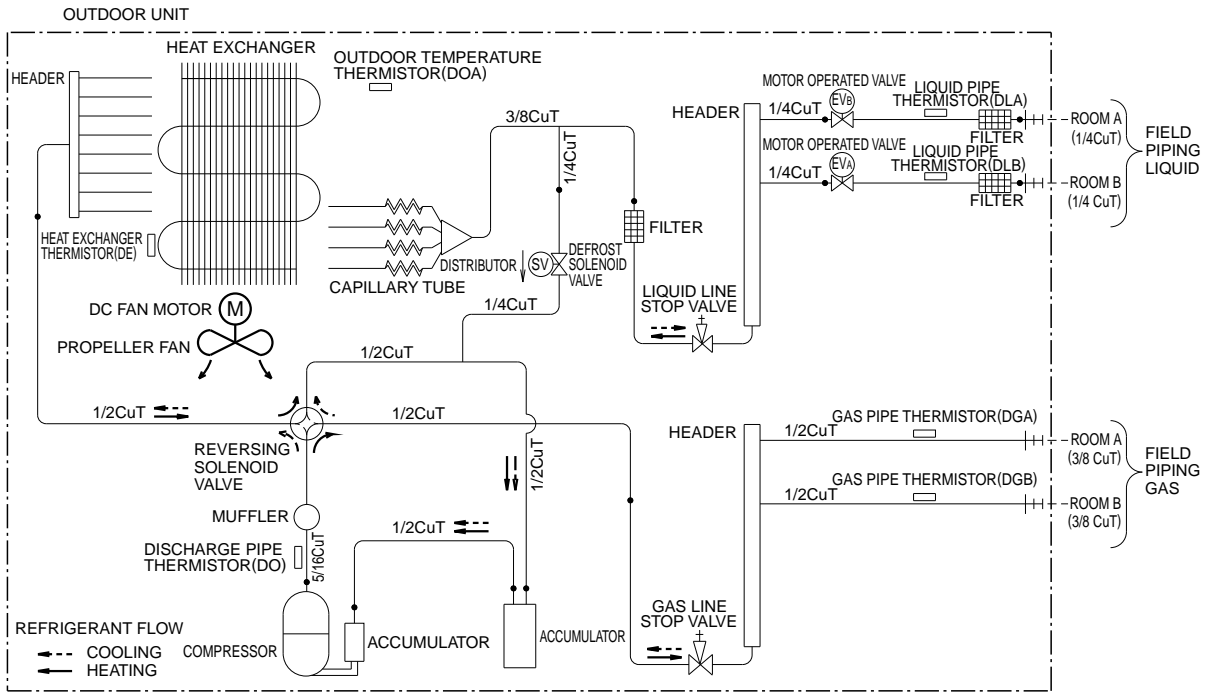 OUTDOOR UNIT
HEAT EXCHANGER
HEADER
OUTDOOR TEMPERATURE
THERMISTOR(DOA)
3/8CuT
1/4CuT
HEADER
MOTOR OPERATED VALVE
EVB
1/4CuT
LIQUID PIPE
THERMISTOR(DLA)
FILTER
ROOM A
(1/4CuT)
MOTOR OPERATED VALVE
EVA
1/4CuT
LIQUID PIPE
THERMISTOR(DLB)
FILTER
ROOM B
(1/4 CuT)
FIELD
PIPING
LIQUID
HEAT EXCHANGER
THERMISTOR(DE)
CAPILLARY TUBE
DISTRIBUTOR
SV
DEFROST
SOLENOID
VALVE
FILTER
1/4CuT
LIQUID LINE
STOP VALVE
DC FAN MOTOR
M
PROPELLER FAN
1/2CuT
1/2CuT
1/2CuT
REVERSING
SOLENOID
VALVE
1/2CuT
HEADER
GAS PIPE THERMISTOR(DGA)
1/2CuT
ROOM A
(3/8 CuT)
GAS PIPE THERMISTOR(DGB)
1/2CuT
ROOM B
(3/8 CuT)
FIELD
PIPING
GAS
MUFFLER
DISCHARGE PIPE
THERMISTOR(DO)
5/16CuT
1/2CuT
GAS LINE
STOP VALVE
REFRIGERANT FLOW
COOLING
HEATING
COMPRESSOR
ACCUMULATOR
ACCUMULATOR